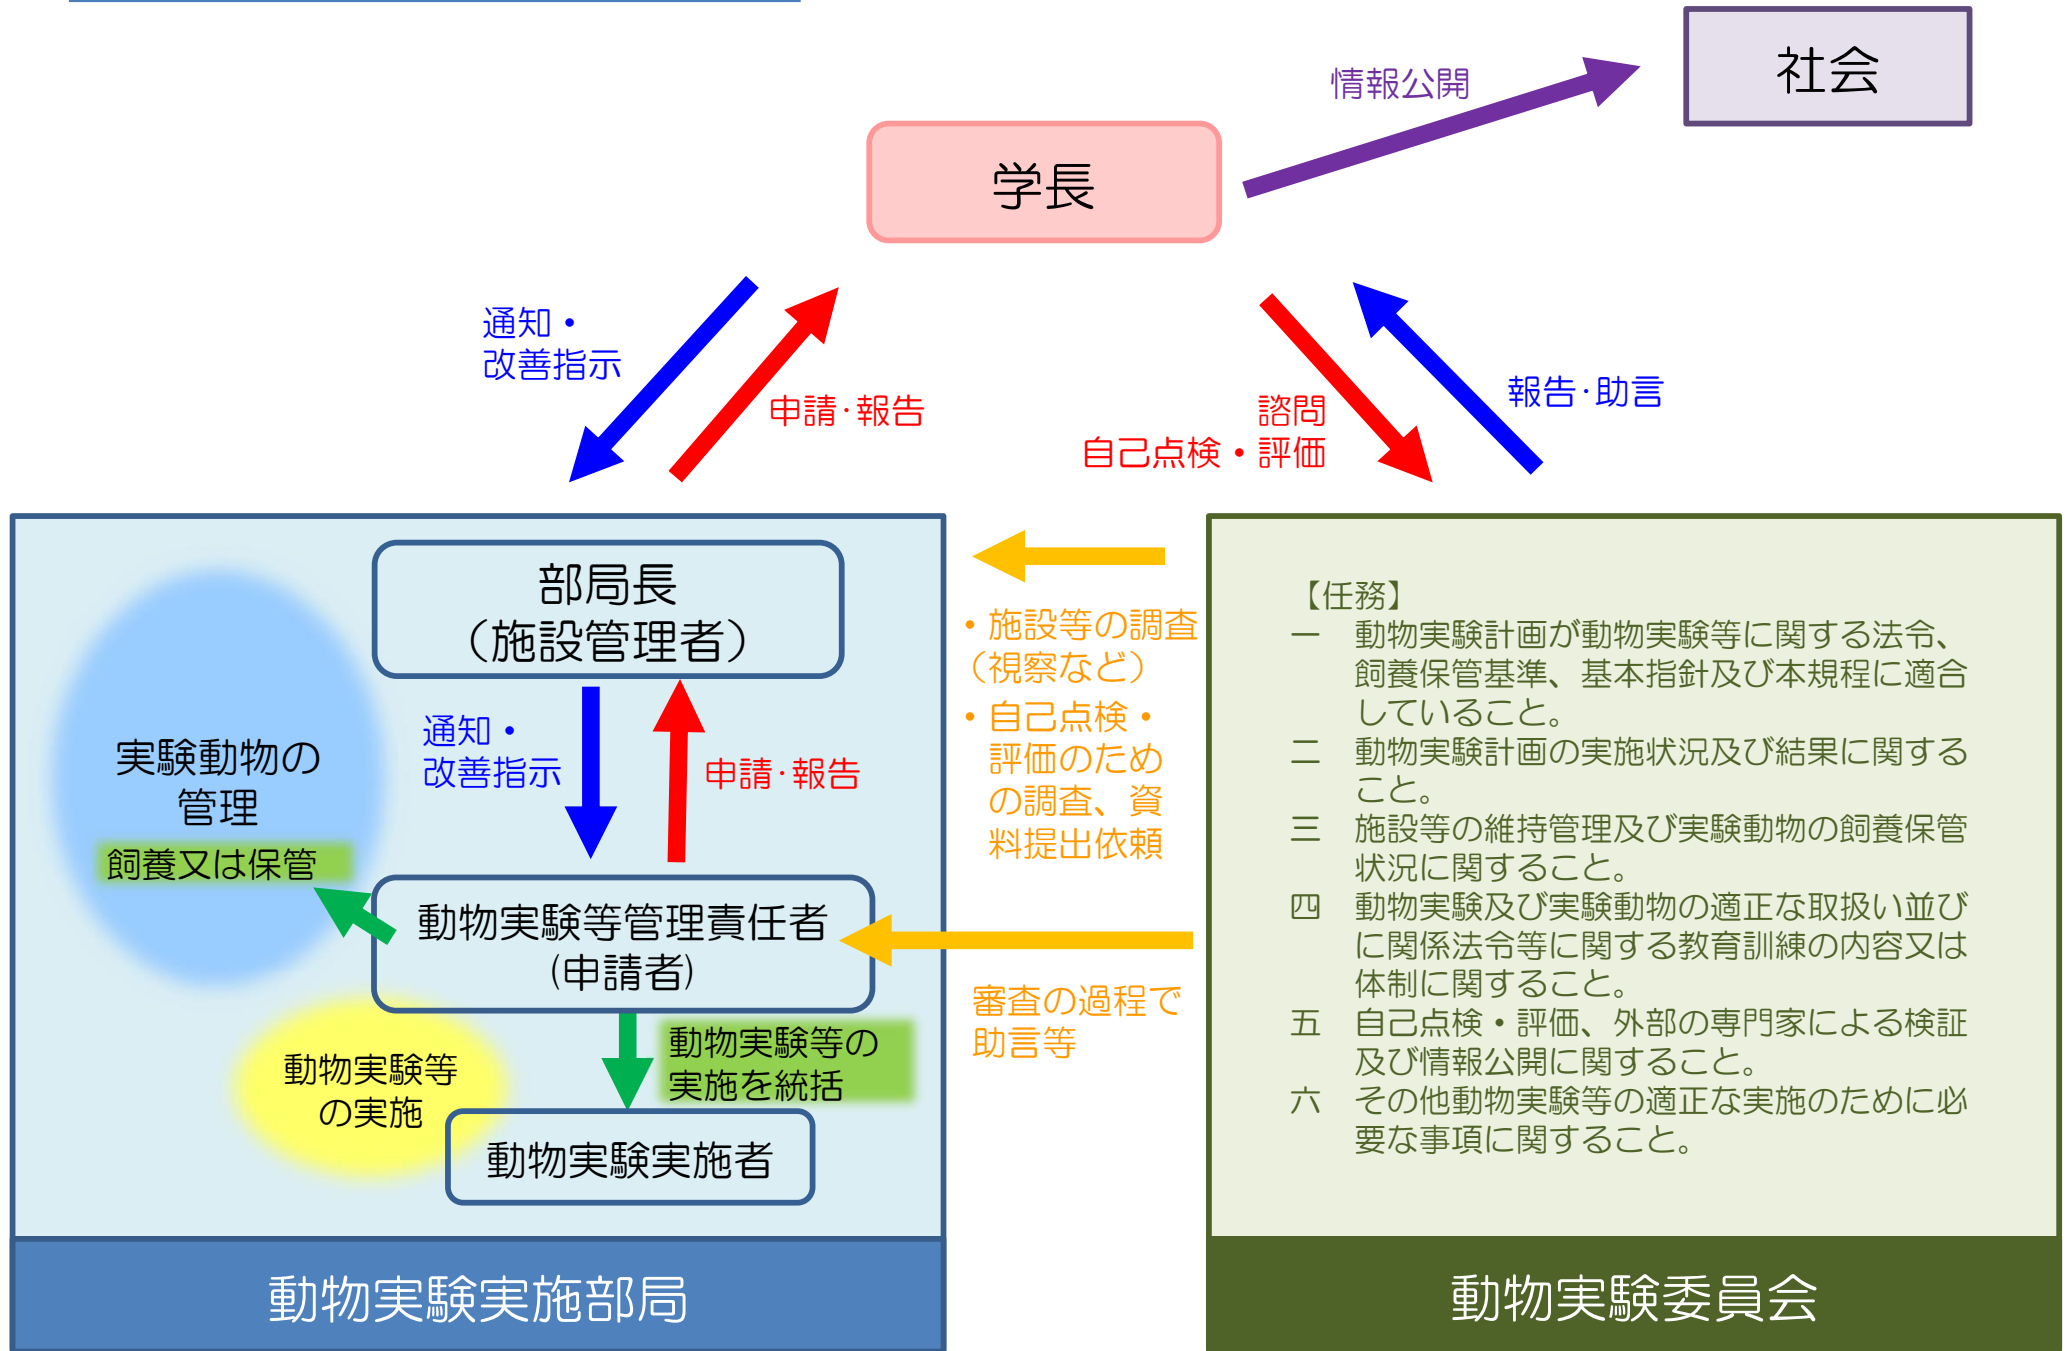 社会
情報公開
学長
通知・
改善指示
申請･報告
諮問
自己点検・評価
報告･助言
部局長
（施設管理者）
通知・
改善指示
申請･報告
実験動物の
管理
飼養又は保管
動物実験等管理責任者
(申請者)
動物実験等の
実施を統括
動物実験等
の実施
動物実験実施者
動物実験実施部局
・施設等の調査
（視察など）
・自己点検・
評価のため
の調査、資
料提出依頼
審査の過程で
助言等
【任務】
一　動物実験計画が動物実験等に関する法令、
飼養保管基準、基本指針及び本規程に適合
していること。
二　動物実験計画の実施状況及び結果に関する
こと。
三　施設等の維持管理及び実験動物の飼養保管
状況に関すること。
四　動物実験及び実験動物の適正な取扱い並び
に関係法令等に関する教育訓練の内容又は
体制に関すること。
五　自己点検・評価、外部の専門家による検証
及び情報公開に関すること。
六　その他動物実験等の適正な実施のために必
要な事項に関すること。
動物実験委員会